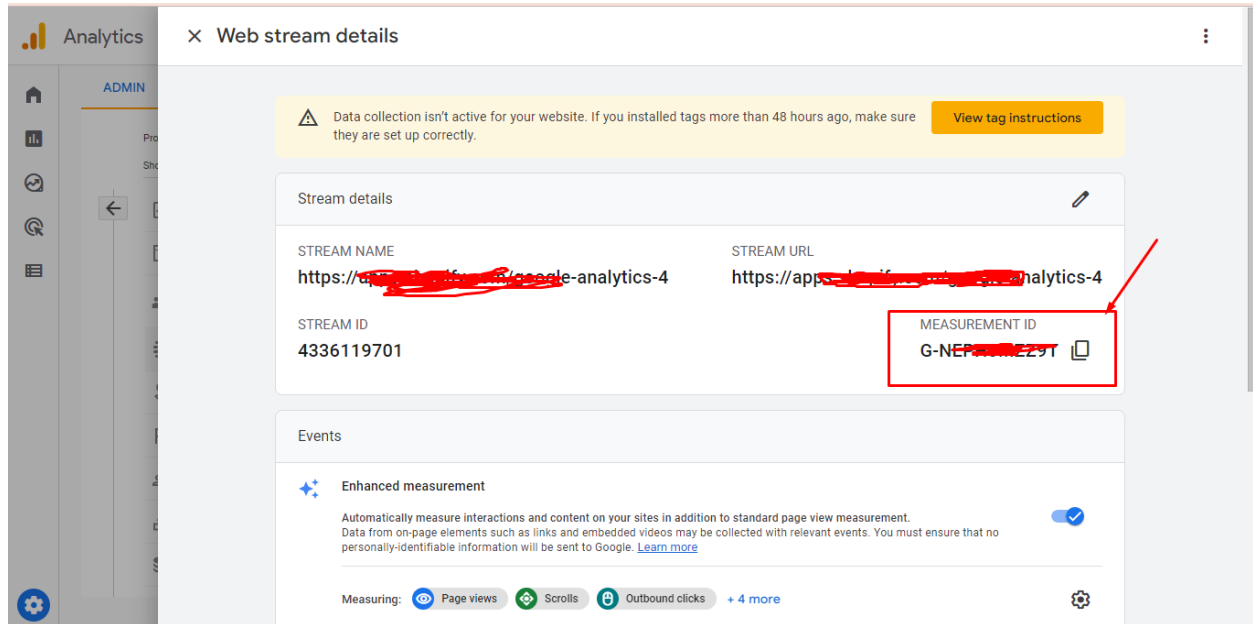 Analytics
Web stream details
ADMIN
Data collection isn't active for your website. If you installed tags more than 48 hours ago, make sure
they are set up correctly.
View tag instructions
Pro
Sho
Stream details
STREAM NAME
STREAM URL
STREAM ID
4336119701
MEASUREMENT ID
Events
Enhanced measurement
Automatically measure interactions and content on your sites in addition to standard page view measurement.
Data from on-page elements such as links and embedded videos may be collected with relevant events. You must ensure that no
personally-identifiable information will be sent to Google. Learn more
Measuring: Page views Scrolls Outbound clicks + 4 more